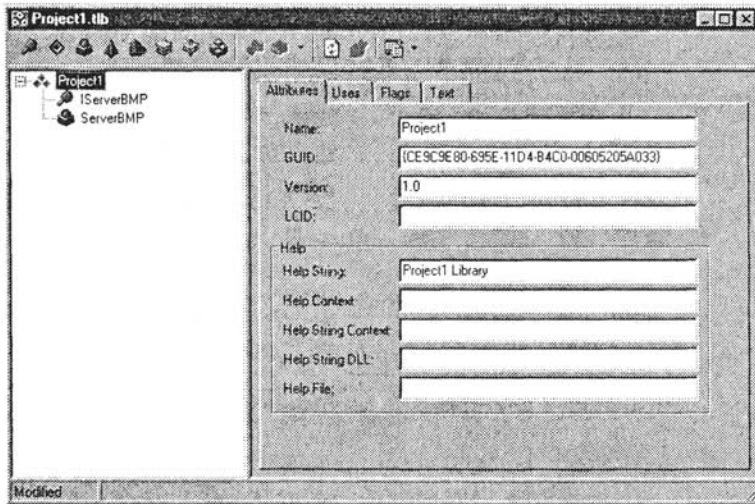 Project1.tlb
Project1
IServerBMP
ServerBMP
Attributes Uses Flags Text
Name: Project1
GUID: {CE9C9E80-695E-11D4-B4C0-00605205A033}
Version: 1.0
LCID:
Help
Help String: Project1 Library
Help Context:
Help String Context:
Help String DLL:
Help File:
Modified